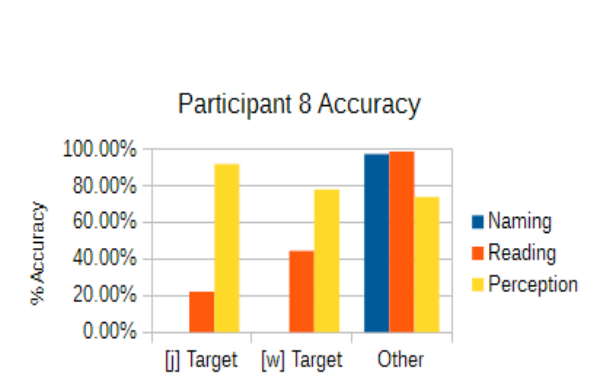 Participant 8 Accuracy
100.00%
80.00%
60.00%
40.00%
20.00%
0.00%
% Accuracy
[j] Target
[w] Target
Other
Naming
Reading
Perception